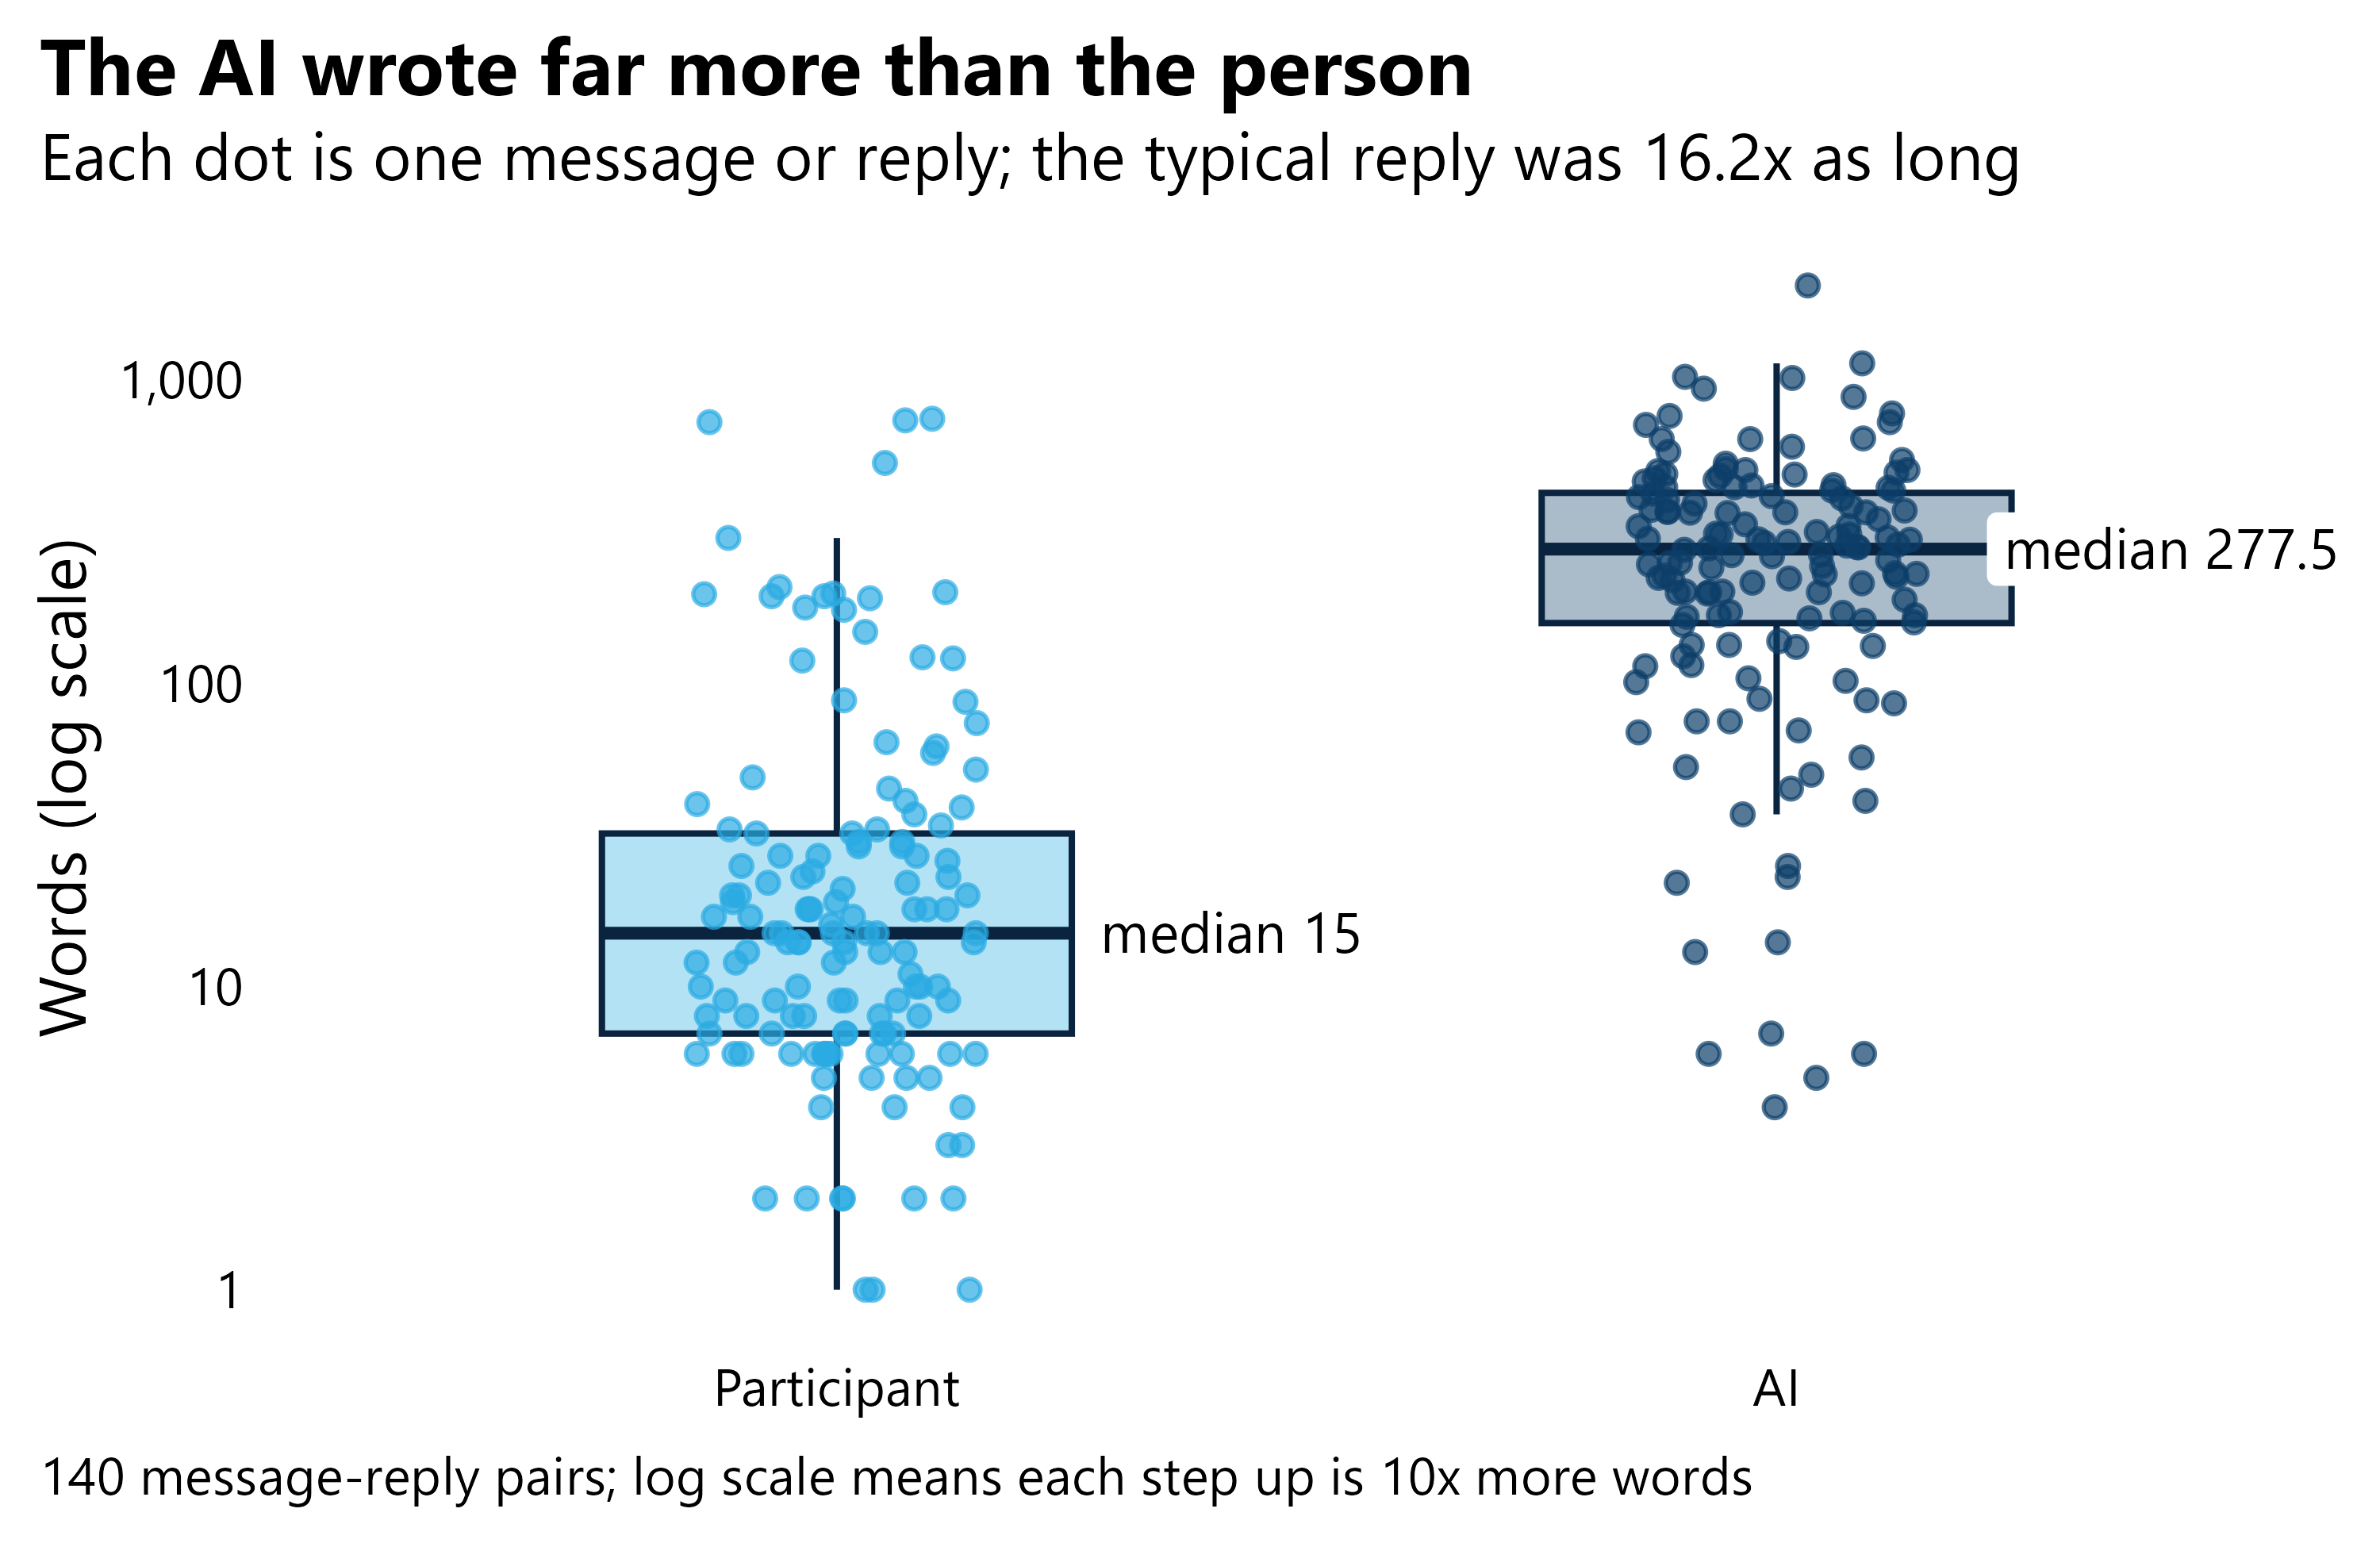 The AI wrote far more than the person
Each dot is one message or reply; the typical reply was 16.2x as long
Words (log scale)
1,000
100
10
1
median 277.5
median 15
Participant
AI
140 message-reply pairs; log scale means each step up is 10x more words